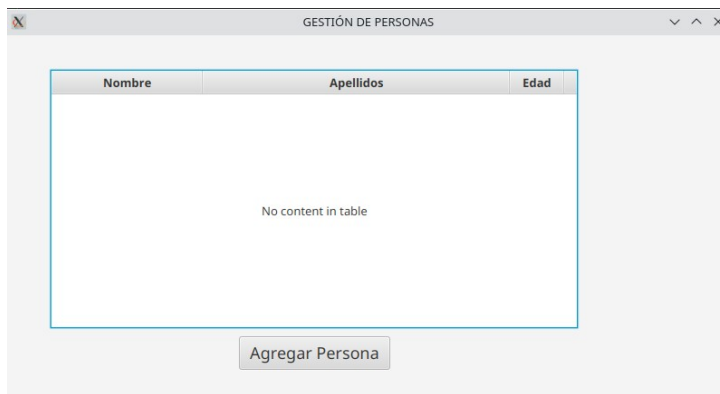 GESTIÓN DE PERSONAS
Nombre Apellidos Edad
No content in table
Agregar Persona